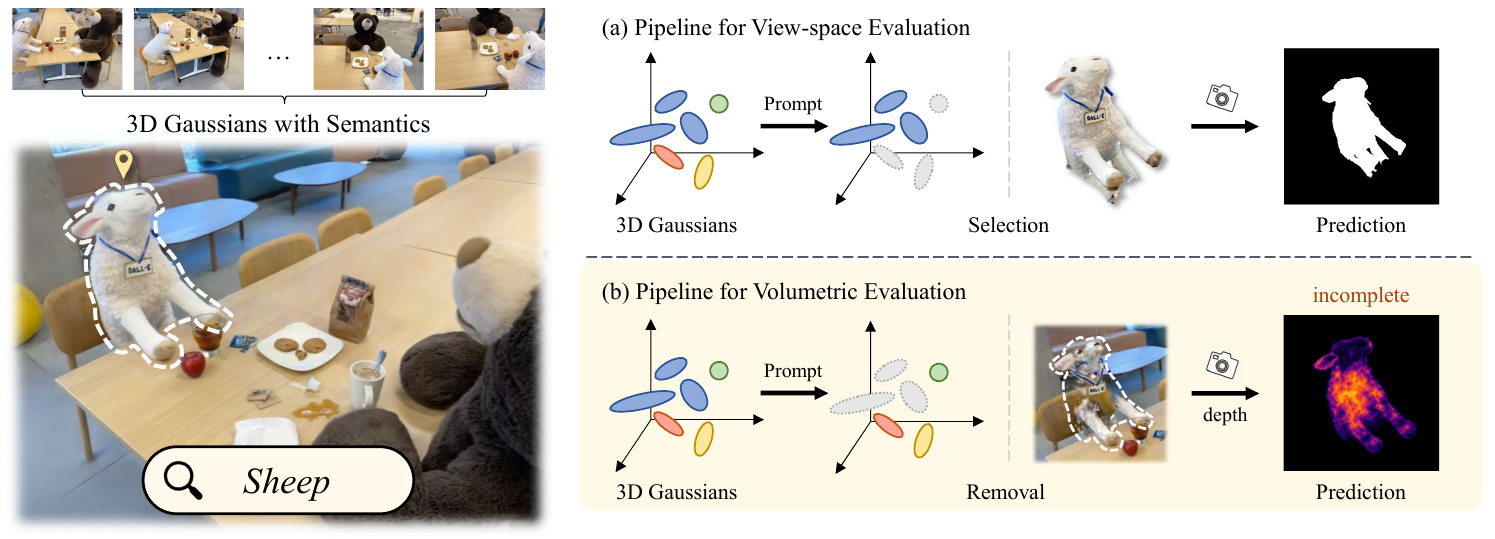 3D Gaussians with Semantics
DALL-E
Sheep
(a) Pipeline for View-space Evaluation
Prompt
DALL-E
3D Gaussians
Selection
Prediction
(b) Pipeline for Volumetric Evaluation
incomplete
Prompt
DALL-E
depth
3D Gaussians
Removal
Prediction